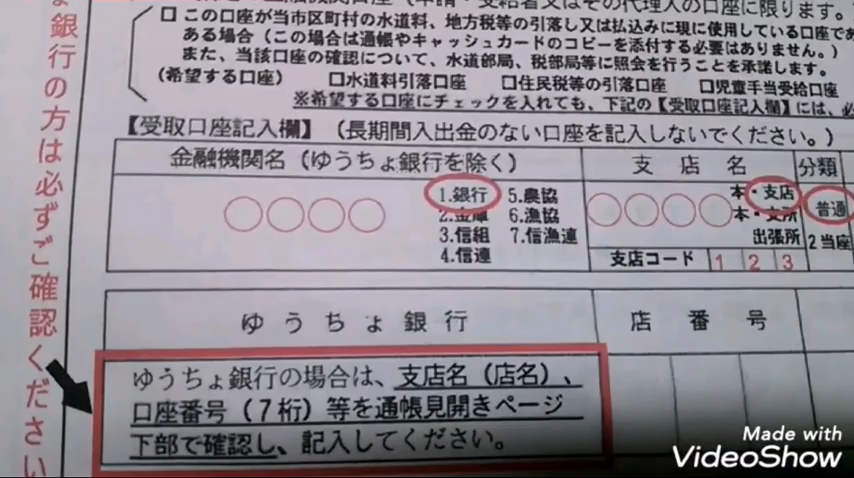 銀行の方は必ずご確認ください
□この口座が当市区町村の水道料、地方税等の引落し又は払込みに現に使用している口座であ
ある場合（この場合は通帳やキャッシュカードのコピーを添付する必要はありません。）
また、当該口座の確認について、水道部局、税部局等に照会を行うことを承諾します。
（希望する口座） □水道料引落口座 □住民税等の引落口座 □児童手当受給口座
※希望する口座にチェックを入れても、下記の【受取口座記入欄】には、必
【受取口座記入欄】（長期間入出金のない口座を記入しないでください。）
金融機関名（ゆうちょ銀行を除く） 支店名 分類
○○○○ 1.銀行 5.農協 ○○○○ 本・支店 普通
2.金庫 6.漁協 本・支所
3.信組 7.信漁連 出張所 2当座
4.信連 支店コード 1 2 3
ゆうちょ銀行 店番号
ゆうちょ銀行の場合は、支店名（店名）、
口座番号（7桁）等を通帳見開きページ
下部で確認し、記入してください。
Made with
VideoShow